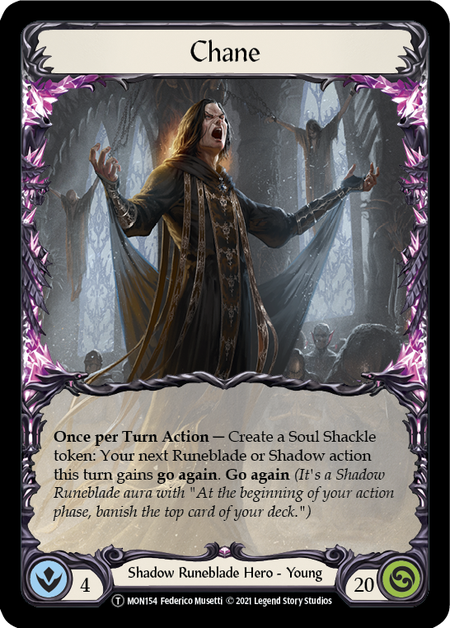 Chane
Once per Turn Action — Create a Soul Shackle
token: Your next Runeblade or Shadow action
this turn gains go again. Go again (It's a Shadow
Runeblade aura with "At the beginning of your action
phase, banish the top card of your deck.")
4
Shadow Runeblade Hero - Young
20
T MON154 Federico Musetti © 2021 Legend Story Studios